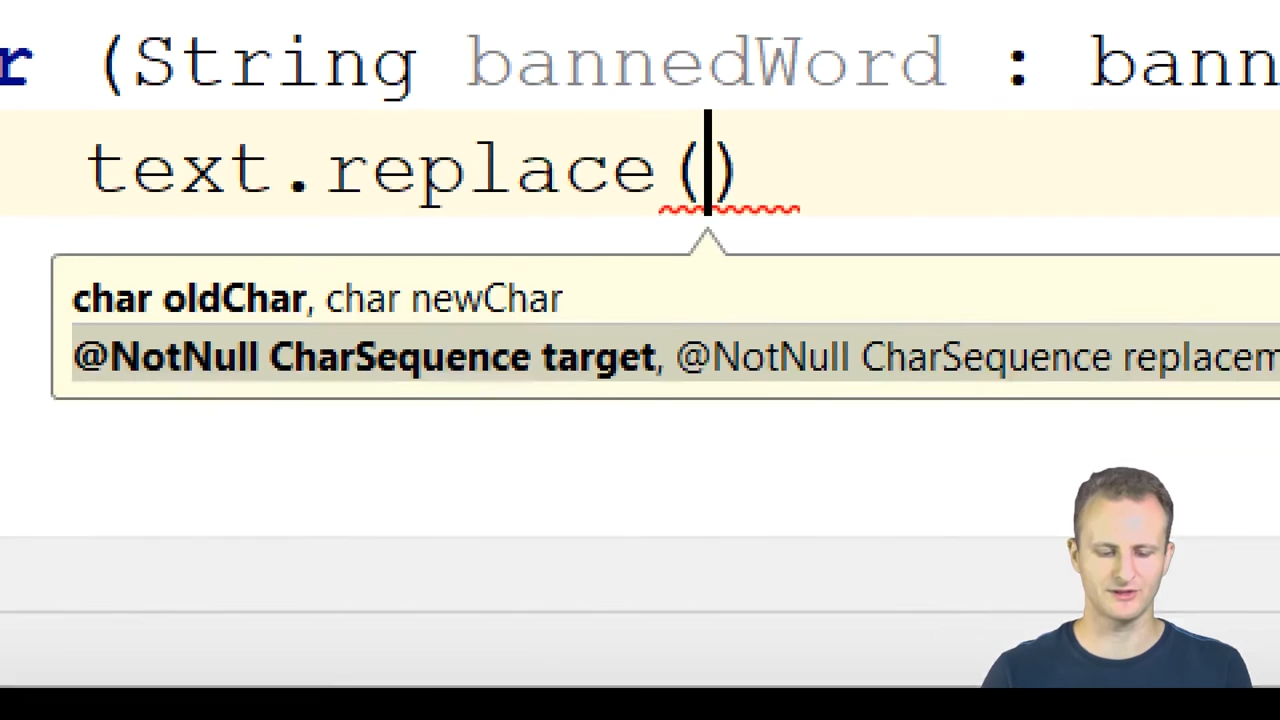 r (String bannedWord : bann
text.replace()
char oldChar, char newChar
@NotNull CharSequence target, @NotNull CharSequence replacem